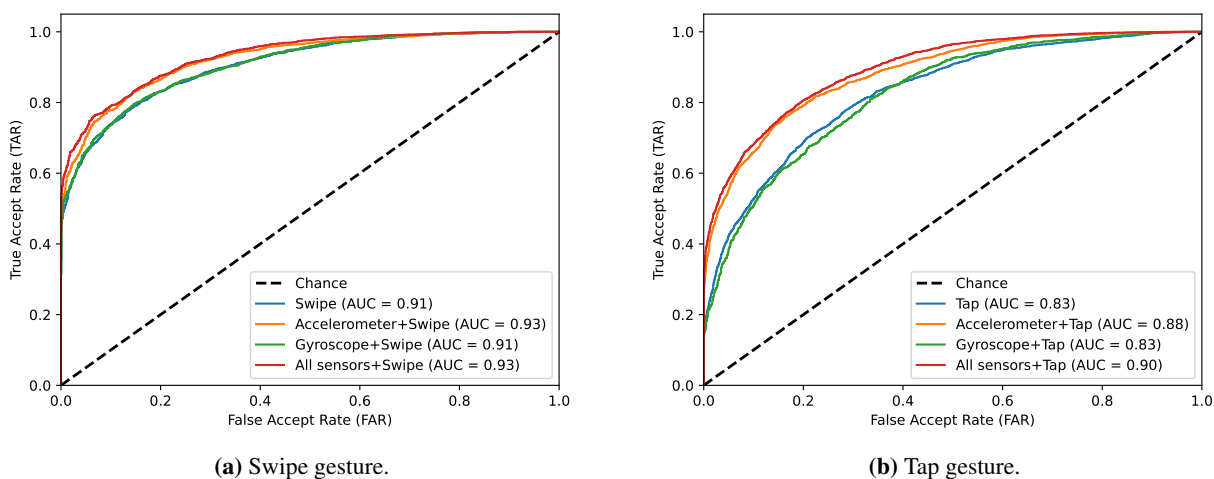 1.0
0.8
0.6
0.4
0.2
0.0
True Accept Rate (TAR)
Chance
Swipe (AUC = 0.91)
Accelerometer+Swipe (AUC = 0.93)
Gyroscope+Swipe (AUC = 0.91)
All sensors+Swipe (AUC = 0.93)
0.0 0.2 0.4 0.6 0.8 1.0
False Accept Rate (FAR)
(a) Swipe gesture.
1.0
0.8
0.6
0.4
0.2
0.0
True Accept Rate (TAR)
Chance
Tap (AUC = 0.83)
Accelerometer+Tap (AUC = 0.88)
Gyroscope+Tap (AUC = 0.83)
All sensors+Tap (AUC = 0.90)
0.0 0.2 0.4 0.6 0.8 1.0
False Accept Rate (FAR)
(b) Tap gesture.